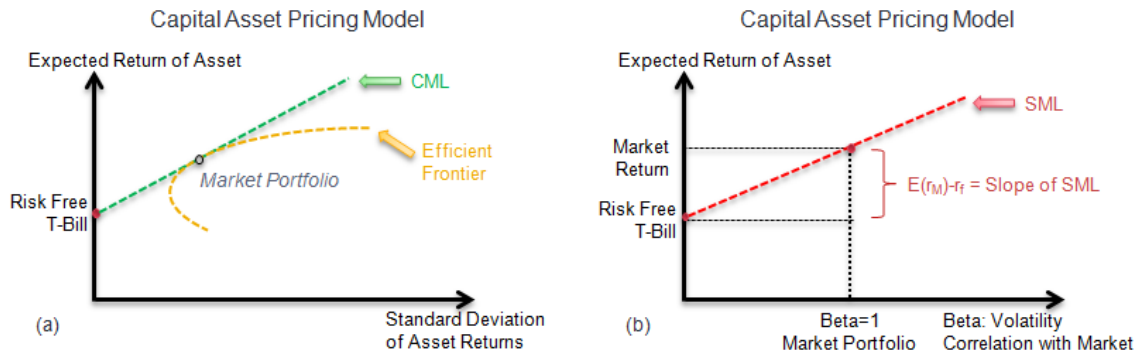 Capital Asset Pricing Model
Expected Return of Asset
CML
Efficient
Frontier
Market Portfolio
Risk Free
T-Bill
(a)
Standard Deviation
of Asset Returns
Capital Asset Pricing Model
Expected Return of Asset
SML
Market
Return
E(rM)-rf = Slope of SML
Risk Free
T-Bill
(b)
Beta=1
Market Portfolio
Beta: Volatility
Correlation with Market